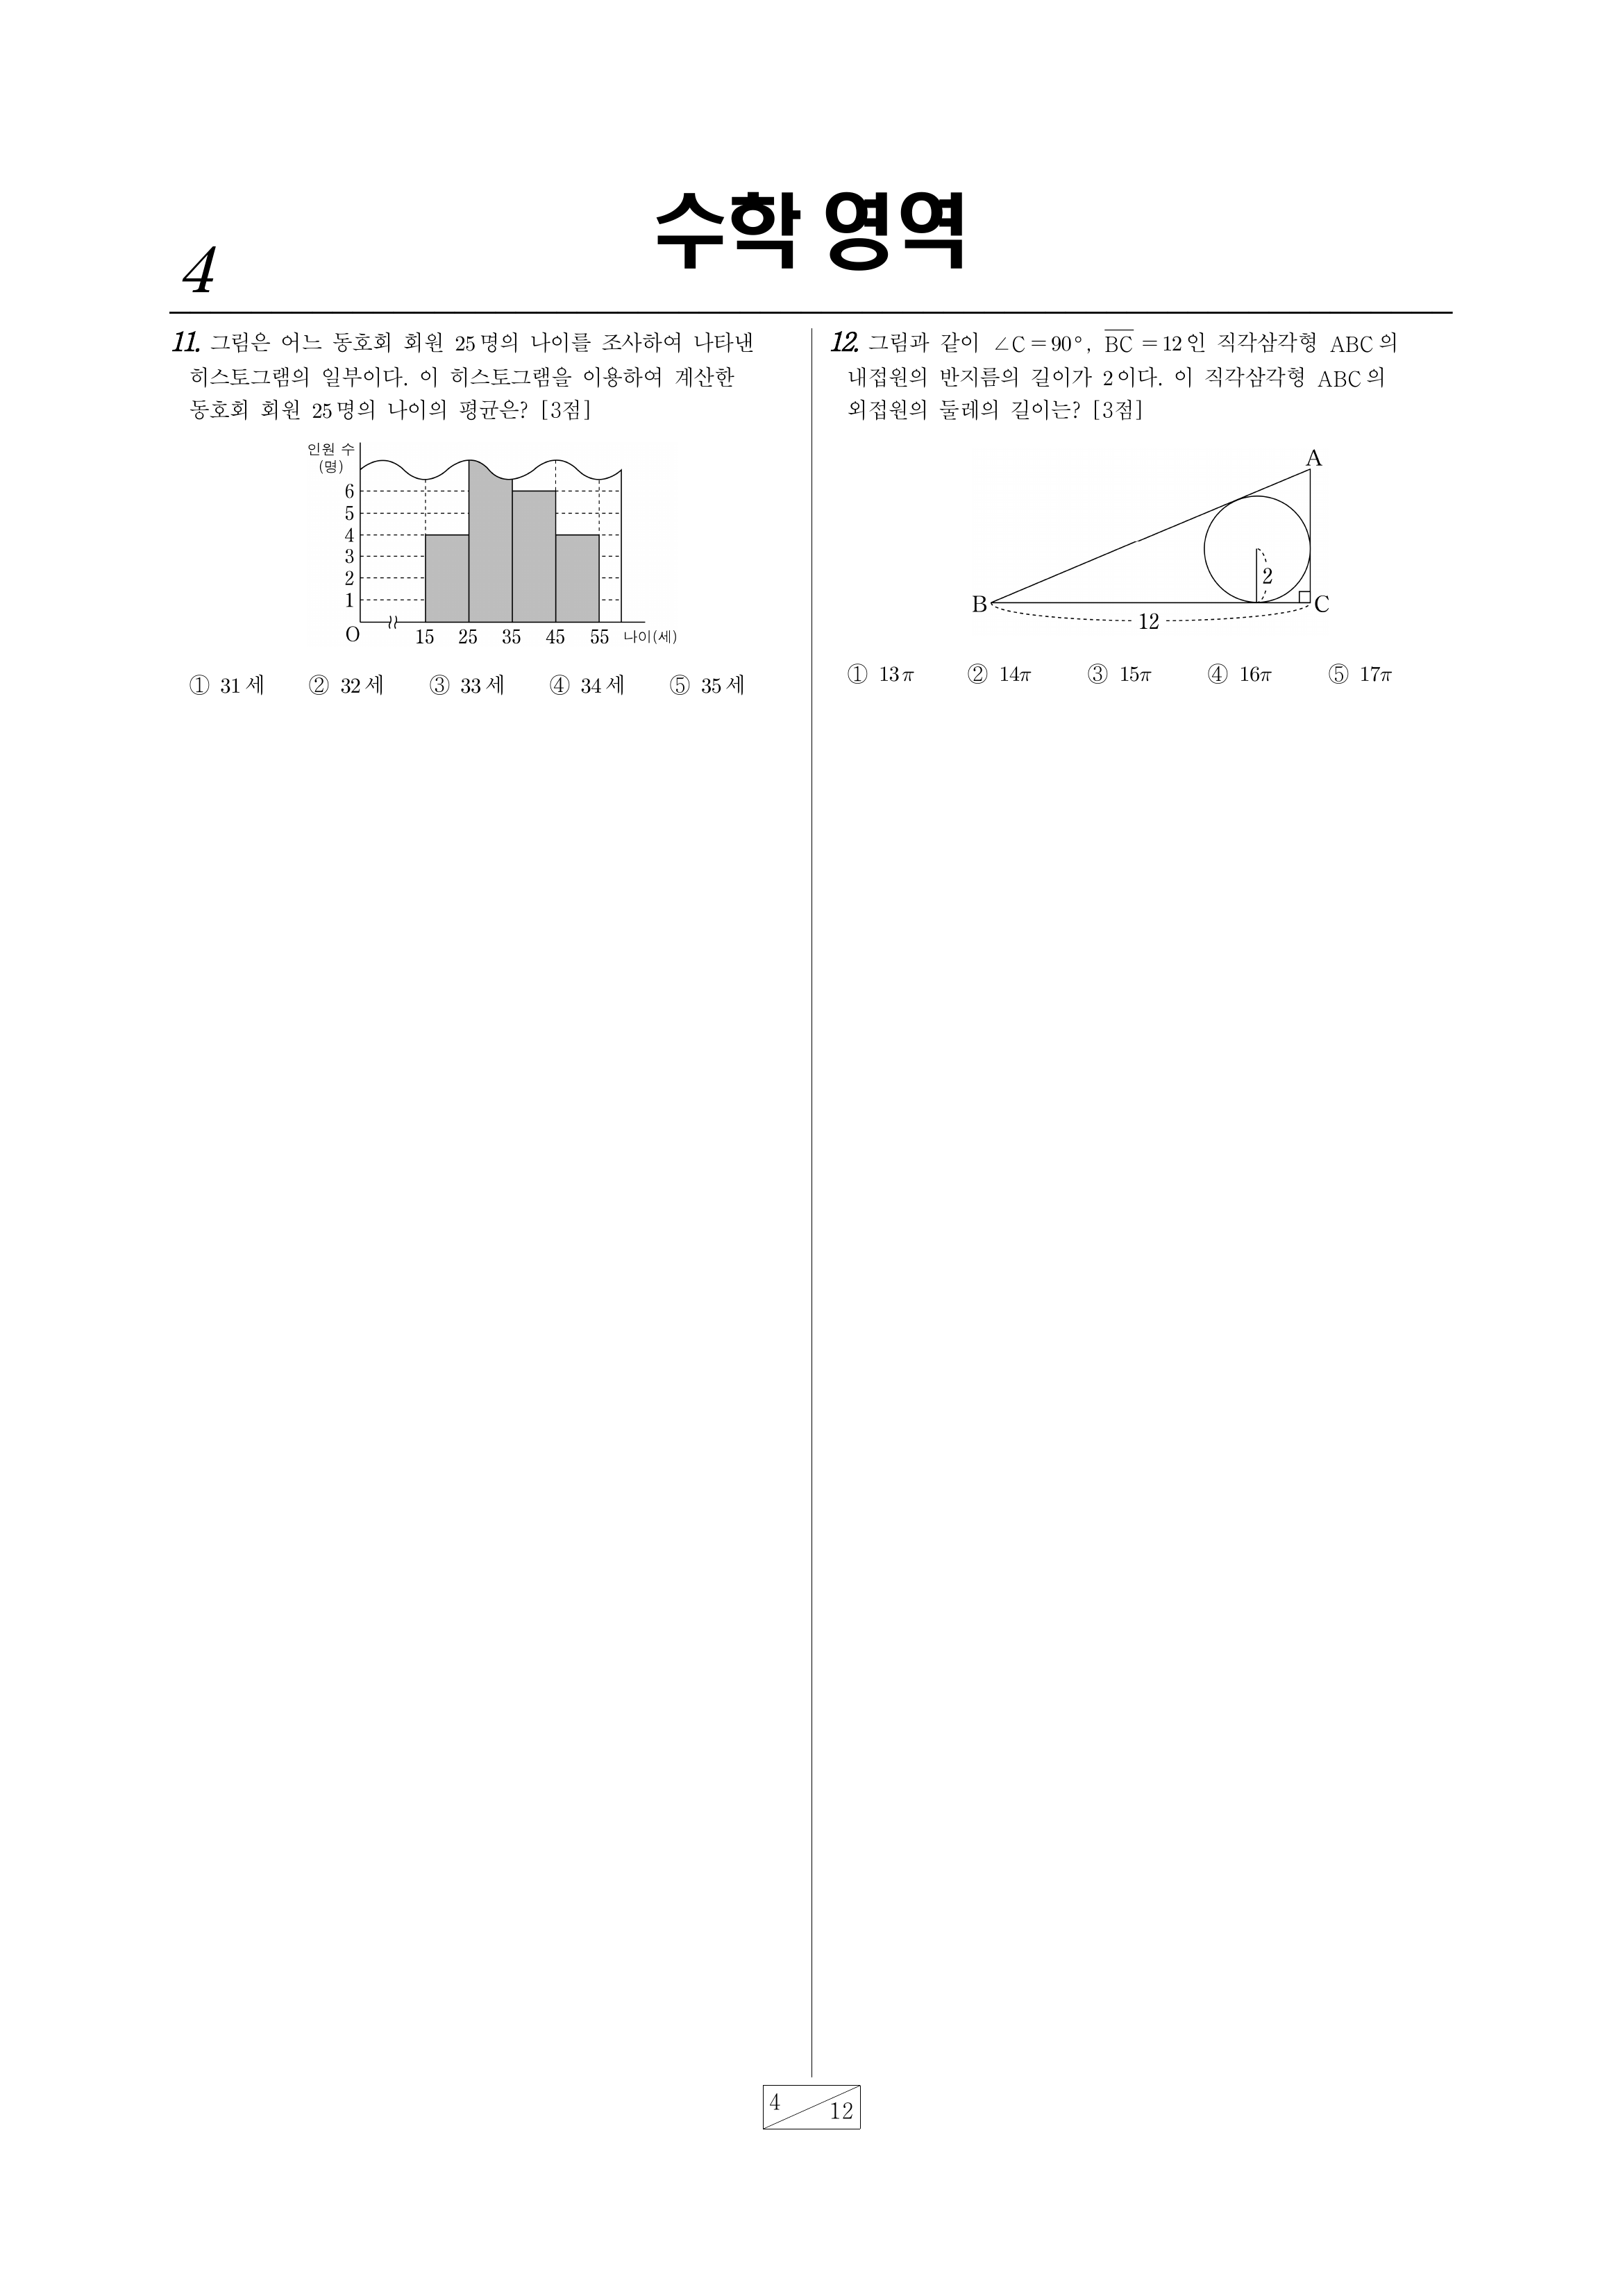 수학 영역
4
11. 그림은 어느 동호회 회원 25명의 나이를 조사하여 나타낸
히스토그램의 일부이다. 이 히스토그램을 이용하여 계산한
동호회 회원 25명의 나이의 평균은? [3점]
인원 수
(명)
6
5
4
3
2
1
O 15 25 35 45 55 나이(세)
① 31세 ② 32세 ③ 33세 ④ 34세 ⑤ 35세
12. 그림과 같이 ∠C=90°, \overline{BC}=12인 직각삼각형 ABC의
내접원의 반지름의 길이가 2이다. 이 직각삼각형 ABC의
외접원의 둘레의 길이는? [3점]
A
2
B C
12
① 13π ② 14π ③ 15π ④ 16π ⑤ 17π
4 12